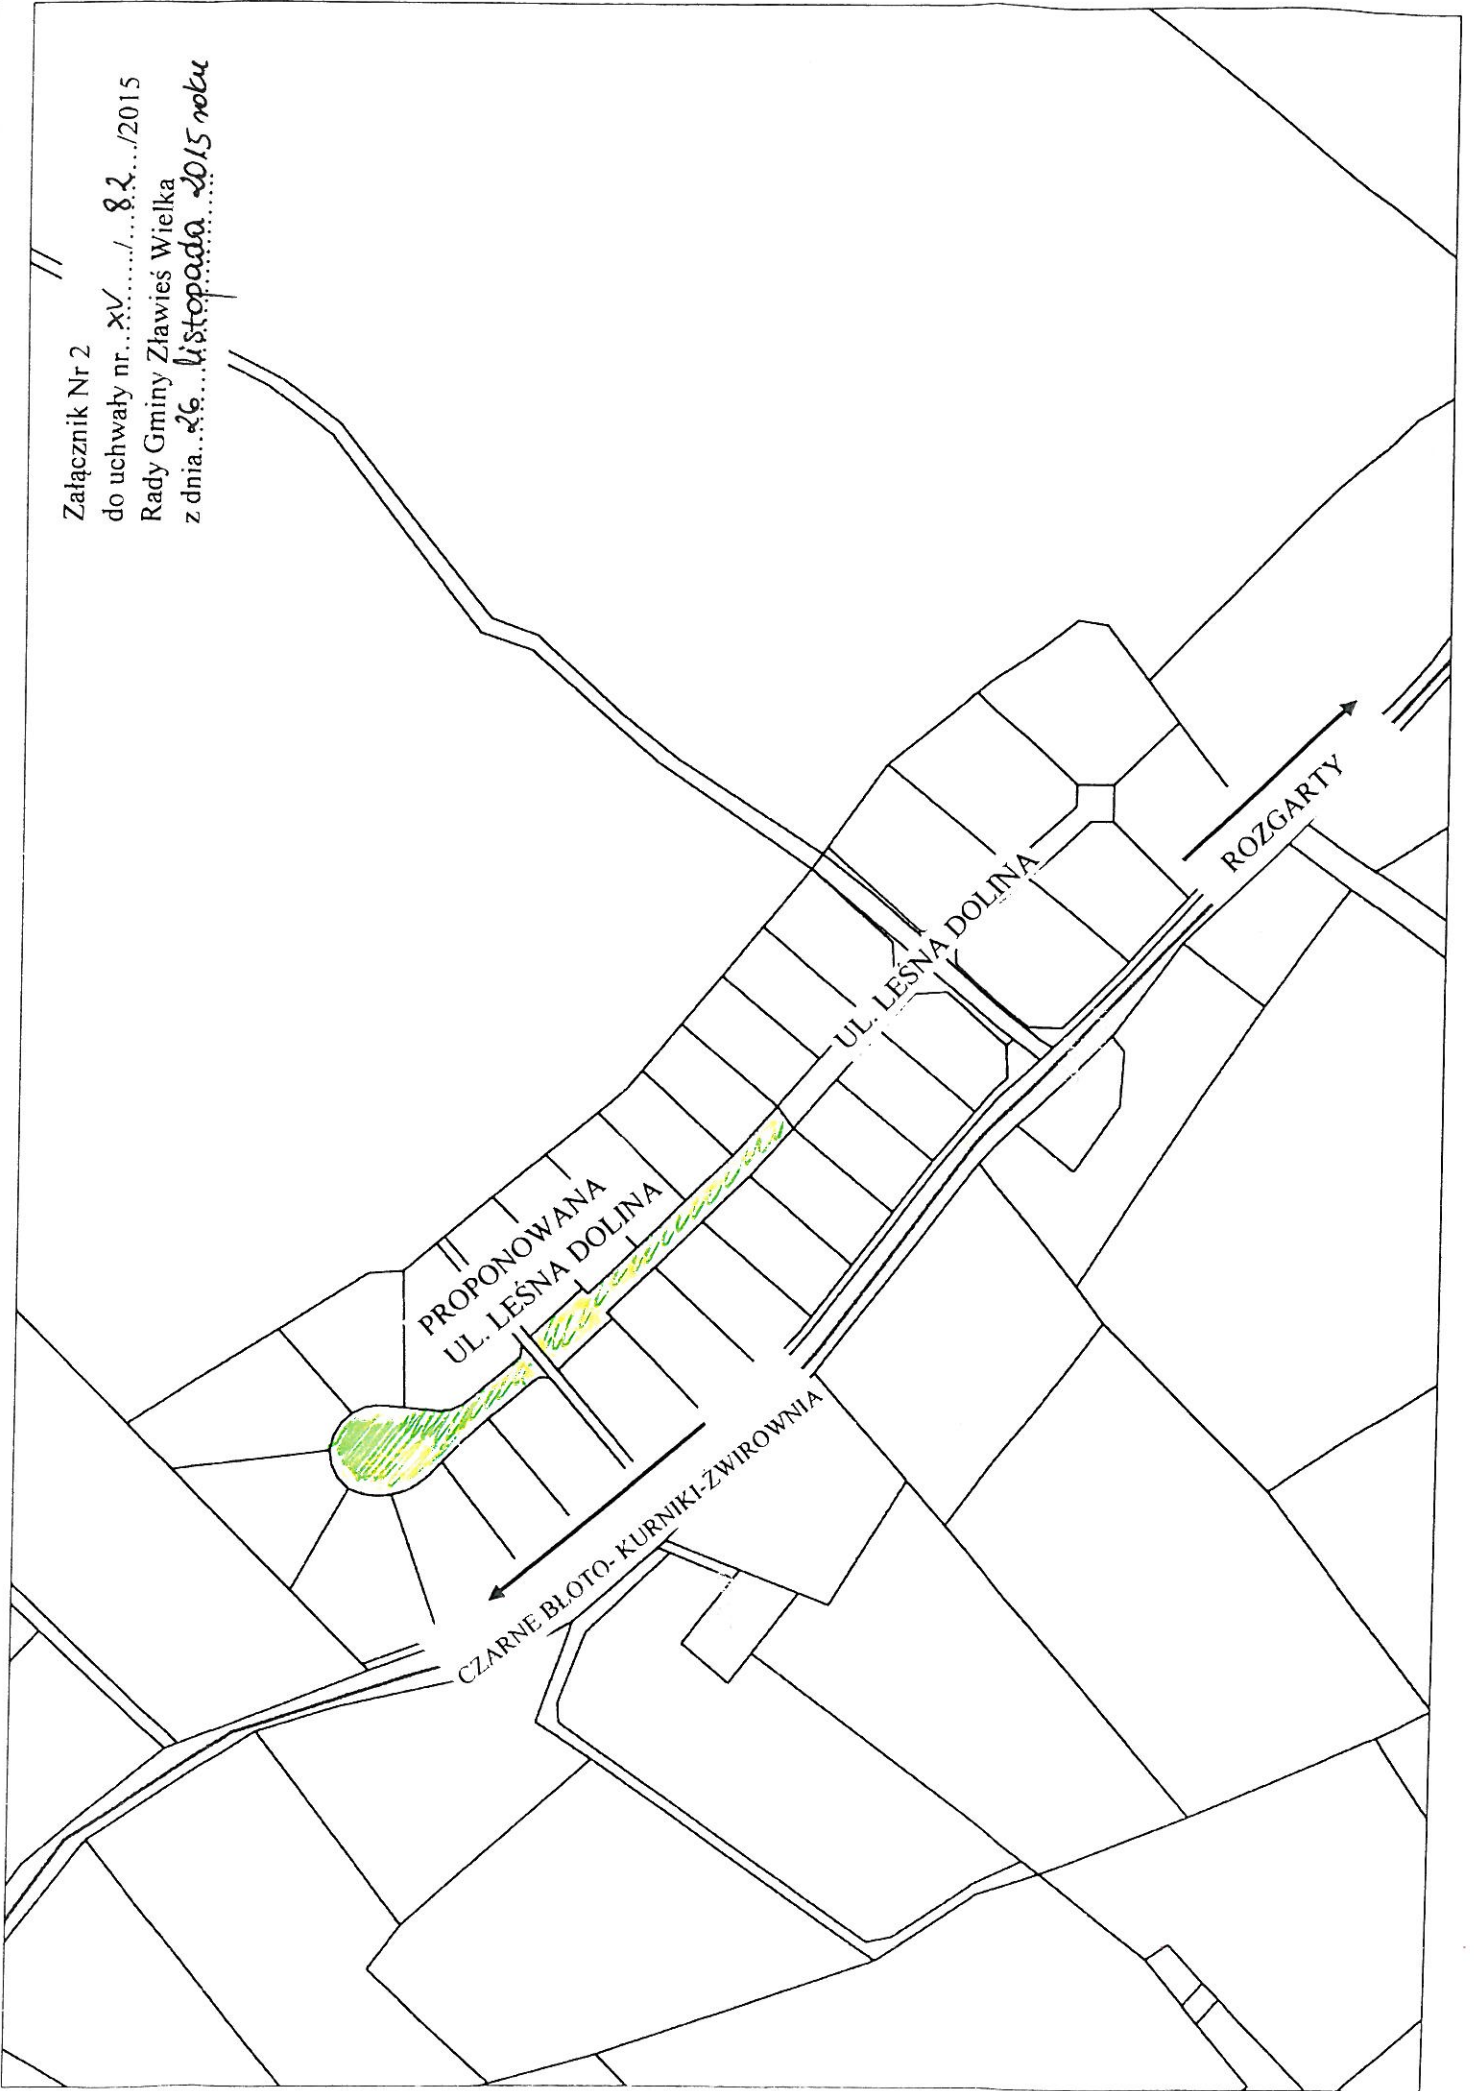 Załącznik Nr 2
do uchwały nr..XV......./...82..../2015
Rady Gminy Zławieś Wielka
z dnia..26...listopada 2015 roku
PROPONOWANA
UL. LEŚNA DOLINA
UL. LEŚNA DOLINA
ROZGARTY
CZARNE BŁOTO- KURNIKI-ŻWIROWNIA